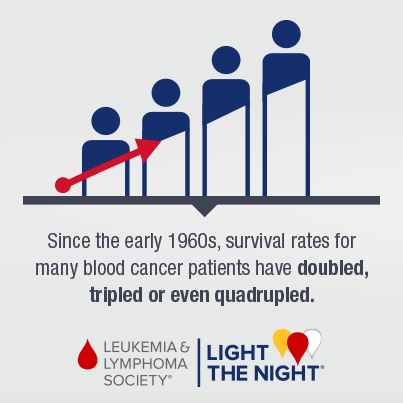 Since the early 1960s, survival rates for
many blood cancer patients have doubled,
tripled or even quadrupled.
LEUKEMIA &
LYMPHOMA
SOCIETY®
LIGHT
THE NIGHT®